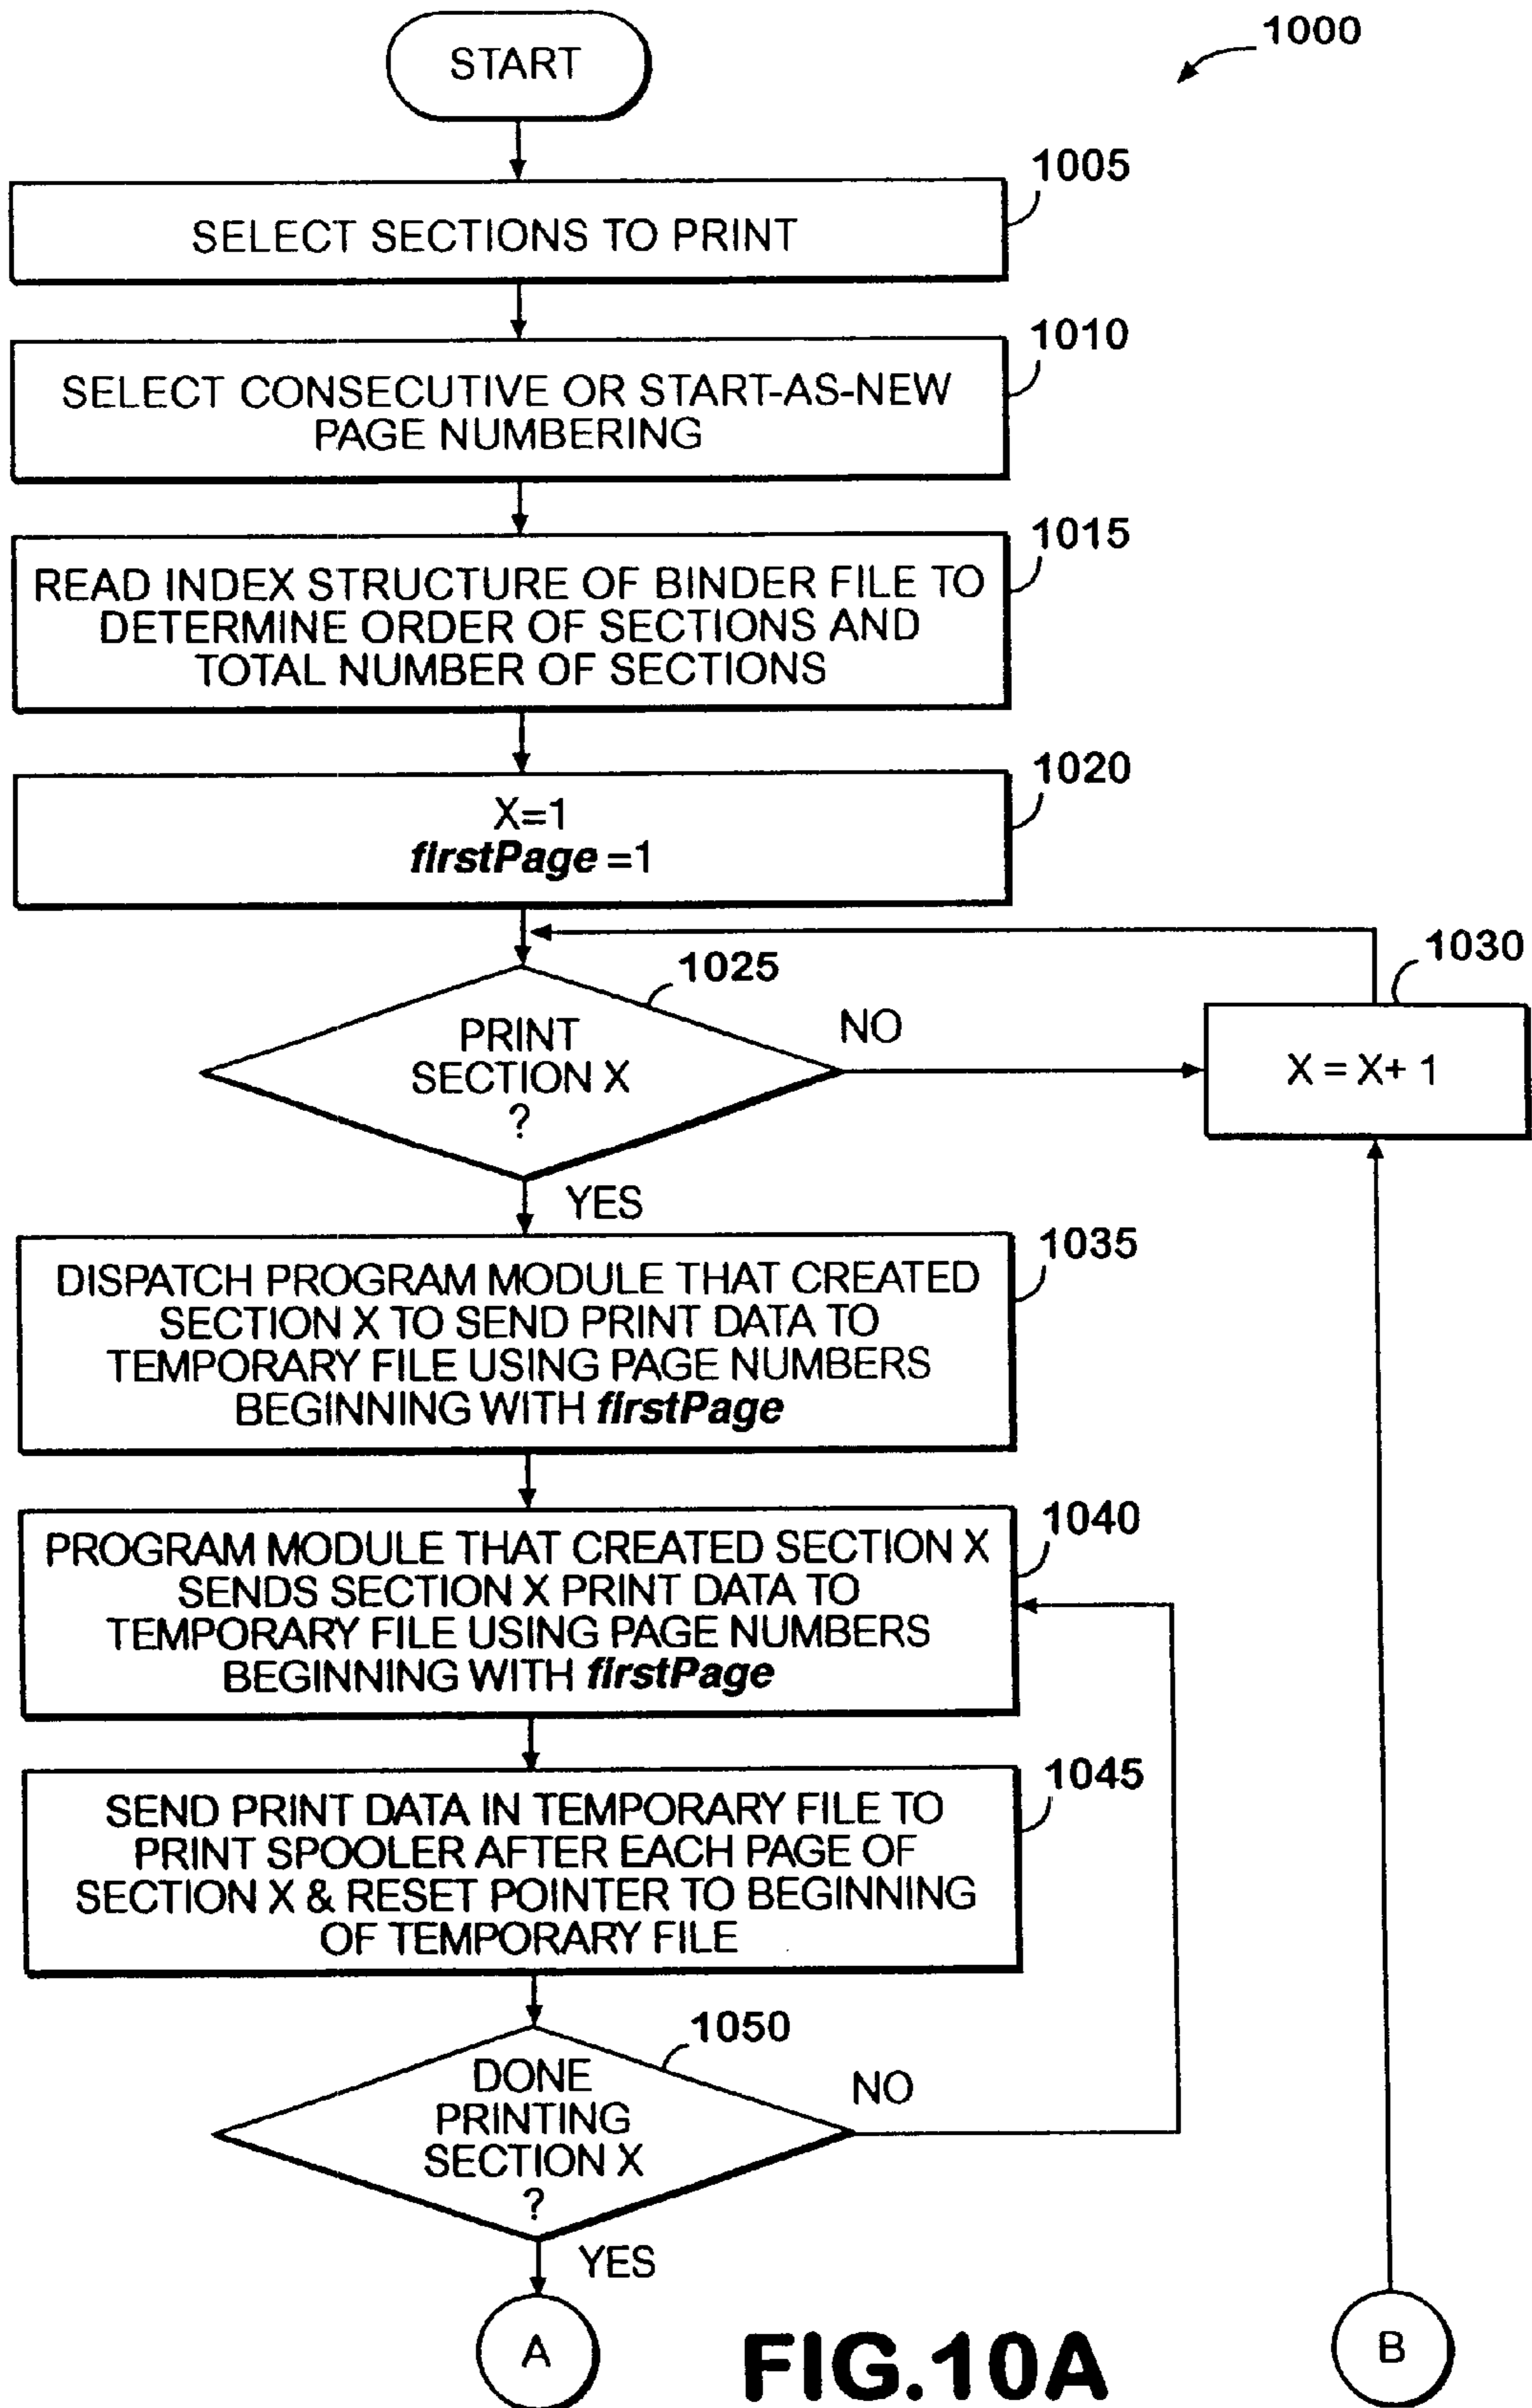 START
1000
1005
SELECT SECTIONS TO PRINT
1010
SELECT CONSECUTIVE OR START-AS-NEW
PAGE NUMBERING
1015
READ INDEX STRUCTURE OF BINDER FILE TO
DETERMINE ORDER OF SECTIONS AND
TOTAL NUMBER OF SECTIONS
1020
X=1
firstPage =1
1025
PRINT
SECTION X
?
NO
1030
X = X+ 1
YES
1035
DISPATCH PROGRAM MODULE THAT CREATED
SECTION X TO SEND PRINT DATA TO
TEMPORARY FILE USING PAGE NUMBERS
BEGINNING WITH firstPage
1040
PROGRAM MODULE THAT CREATED SECTION X
SENDS SECTION X PRINT DATA TO
TEMPORARY FILE USING PAGE NUMBERS
BEGINNING WITH firstPage
1045
SEND PRINT DATA IN TEMPORARY FILE TO
PRINT SPOOLER AFTER EACH PAGE OF
SECTION X & RESET POINTER TO BEGINNING
OF TEMPORARY FILE
1050
DONE
PRINTING
SECTION X
?
NO
YES
A
FIG.10A
B